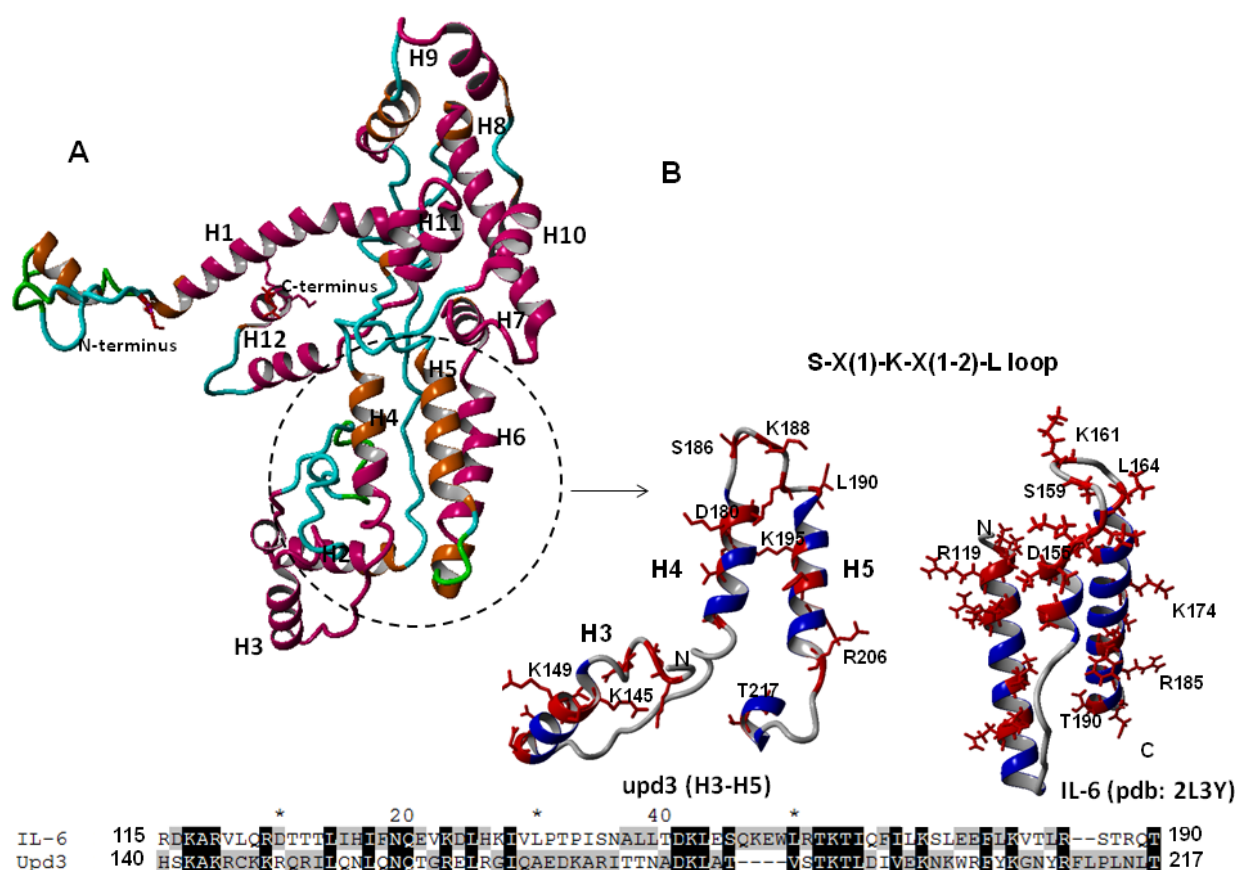 A
B
H9
H8
H1
H11
H10
C-terminus
N-terminus
H12
H7
H5
H4
H6
H2
H3
S-X(1)-K-X(1-2)-L loop
S186
K188
L190
D180
K195
H4
H5
H3
N
K149
K145
R206
T217
K161
L164
S159
N
R119
D155
K174
R185
T190
C
upd3 (H3-H5)
IL-6 (pdb: 2L3Y)
* 20 * 40 *
IL-6 115 RDKARVLQRDTTTLIHIFNQEVKDLHKIVLPTPISNALLTDKLESQKEWLRTKTIQFILKSLEEFLKVTLR--STRQT 190
Upd3 140 HSKAKRCKKRQRILQNLQNQTGRELRGIQAEDKARITTNADKLAT----VSTKTLDIVEKNKWRFYKGNYRFLPLNLT 217